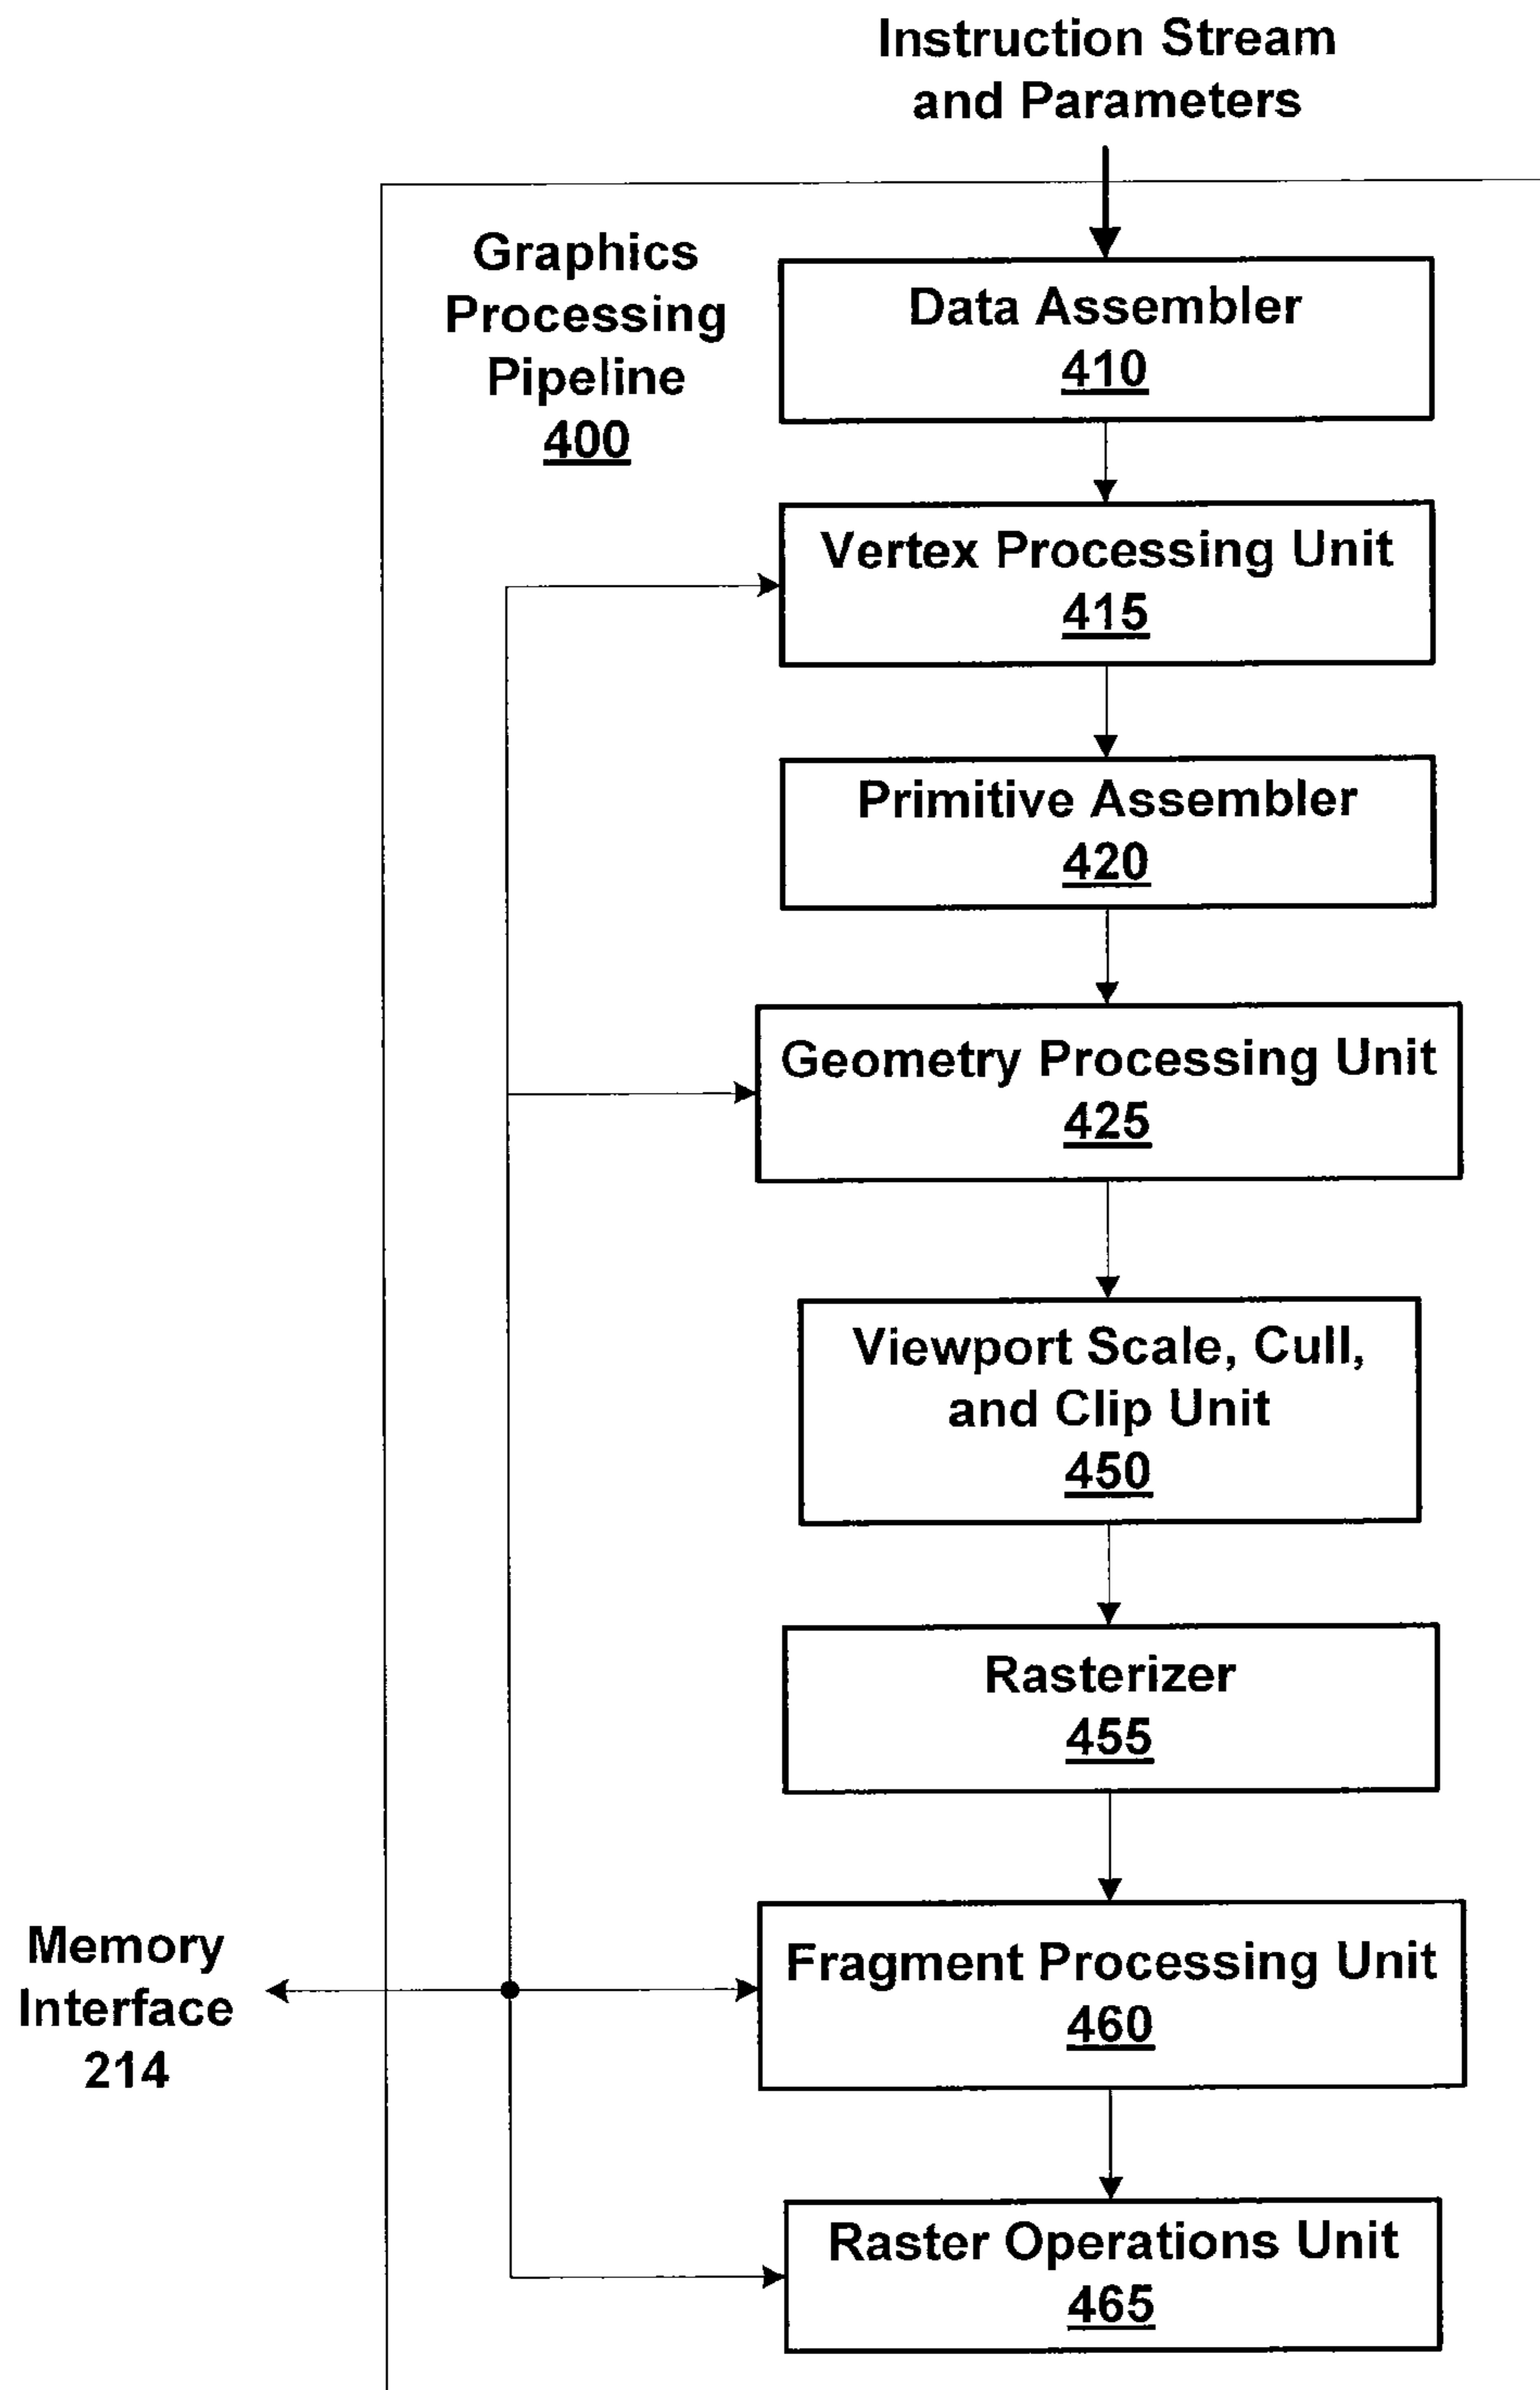 Instruction Stream
and Parameters
Graphics
Processing
Pipeline
400
Data Assembler
410
Vertex Processing Unit
415
Primitive Assembler
420
Geometry Processing Unit
425
Viewport Scale, Cull,
and Clip Unit
450
Rasterizer
455
Memory
Interface
214
Fragment Processing Unit
460
Raster Operations Unit
465